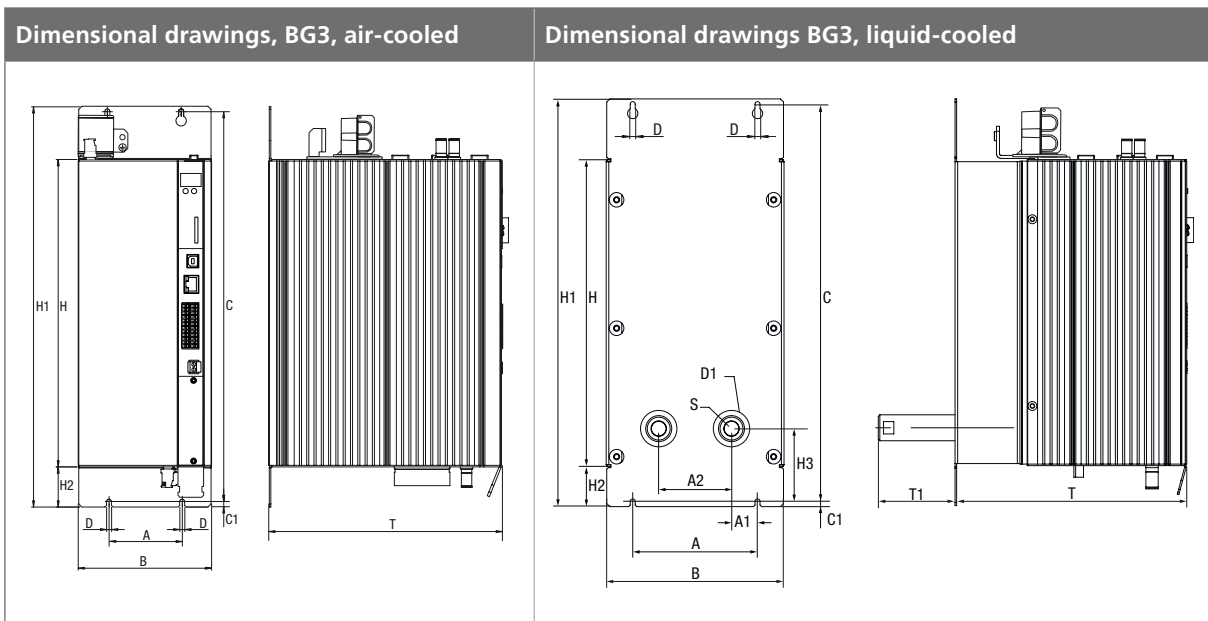 Dimensional drawings, BG3, air-cooled
Dimensional drawings BG3, liquid-cooled
H1
H
C
H2
D
D
C1
A
B
T
D
D
H1
H
C
D1
S
H3
A2
H2
A1
C1
A
B
T1
T